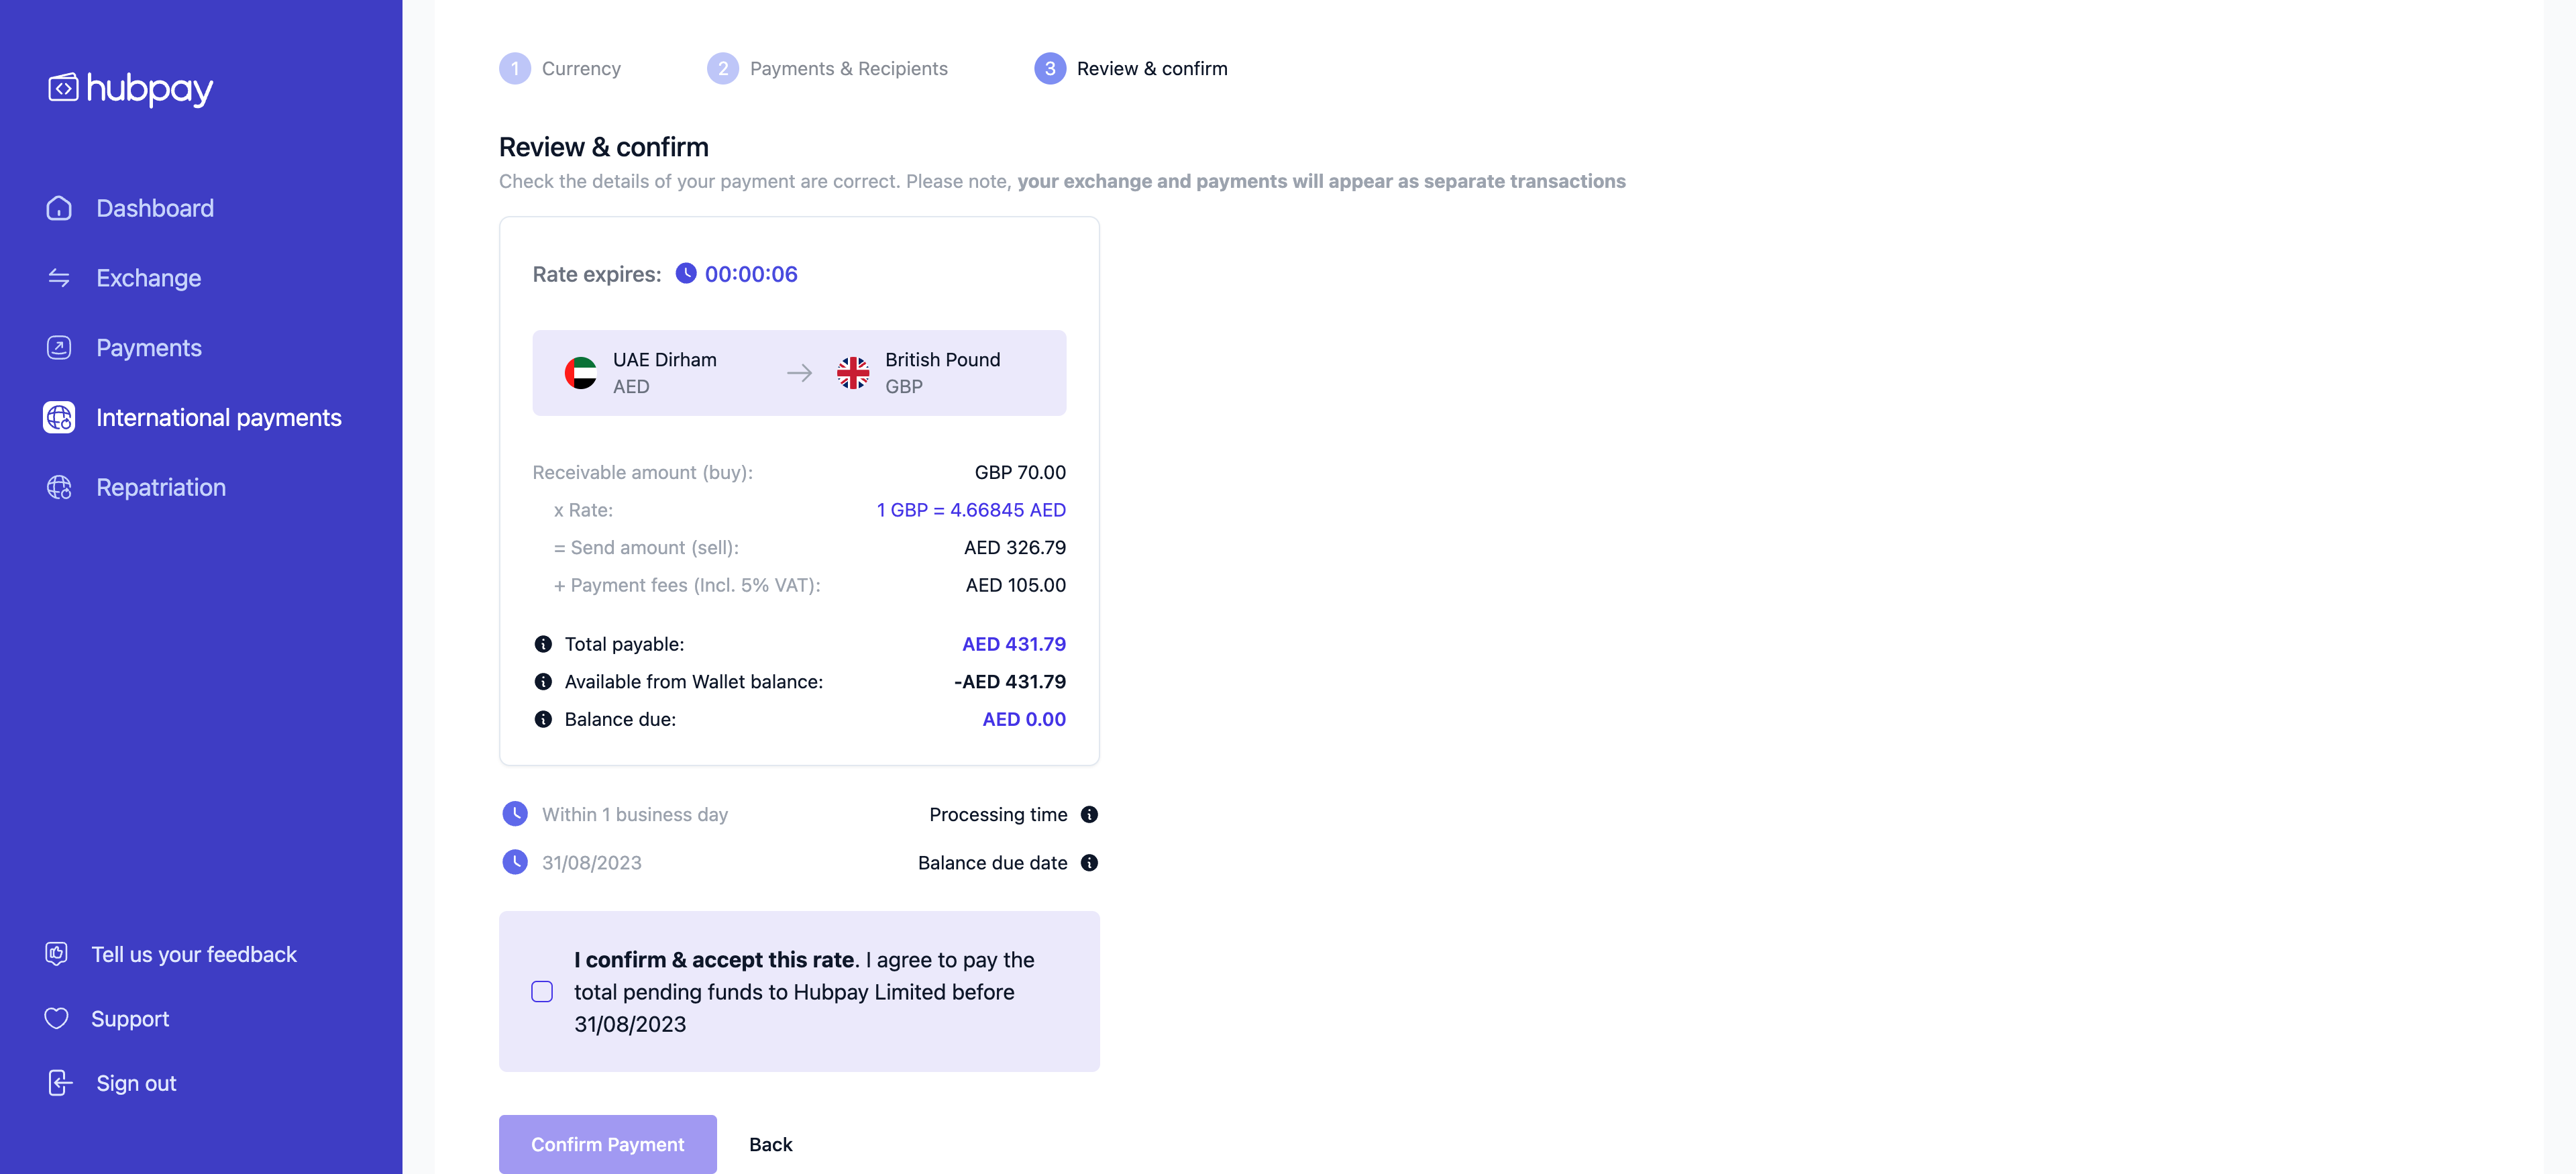 hubpay
Dashboard
Exchange
Payments
International payments
Repatriation
Tell us your feedback
Support
Sign out
1 Currency
2 Payments & Recipients
3 Review & confirm
Review & confirm
Check the details of your payment are correct. Please note, your exchange and payments will appear as separate transactions
Rate expires: 00:00:06
UAE Dirham
AED
British Pound
GBP
Receivable amount (buy): GBP 70.00
x Rate: 1 GBP = 4.66845 AED
= Send amount (sell): AED 326.79
+ Payment fees (Incl. 5% VAT): AED 105.00
Total payable: AED 431.79
Available from Wallet balance: -AED 431.79
Balance due: AED 0.00
Within 1 business day Processing time
31/08/2023 Balance due date
I confirm & accept this rate. I agree to pay the
total pending funds to Hubpay Limited before
31/08/2023
Confirm Payment Back